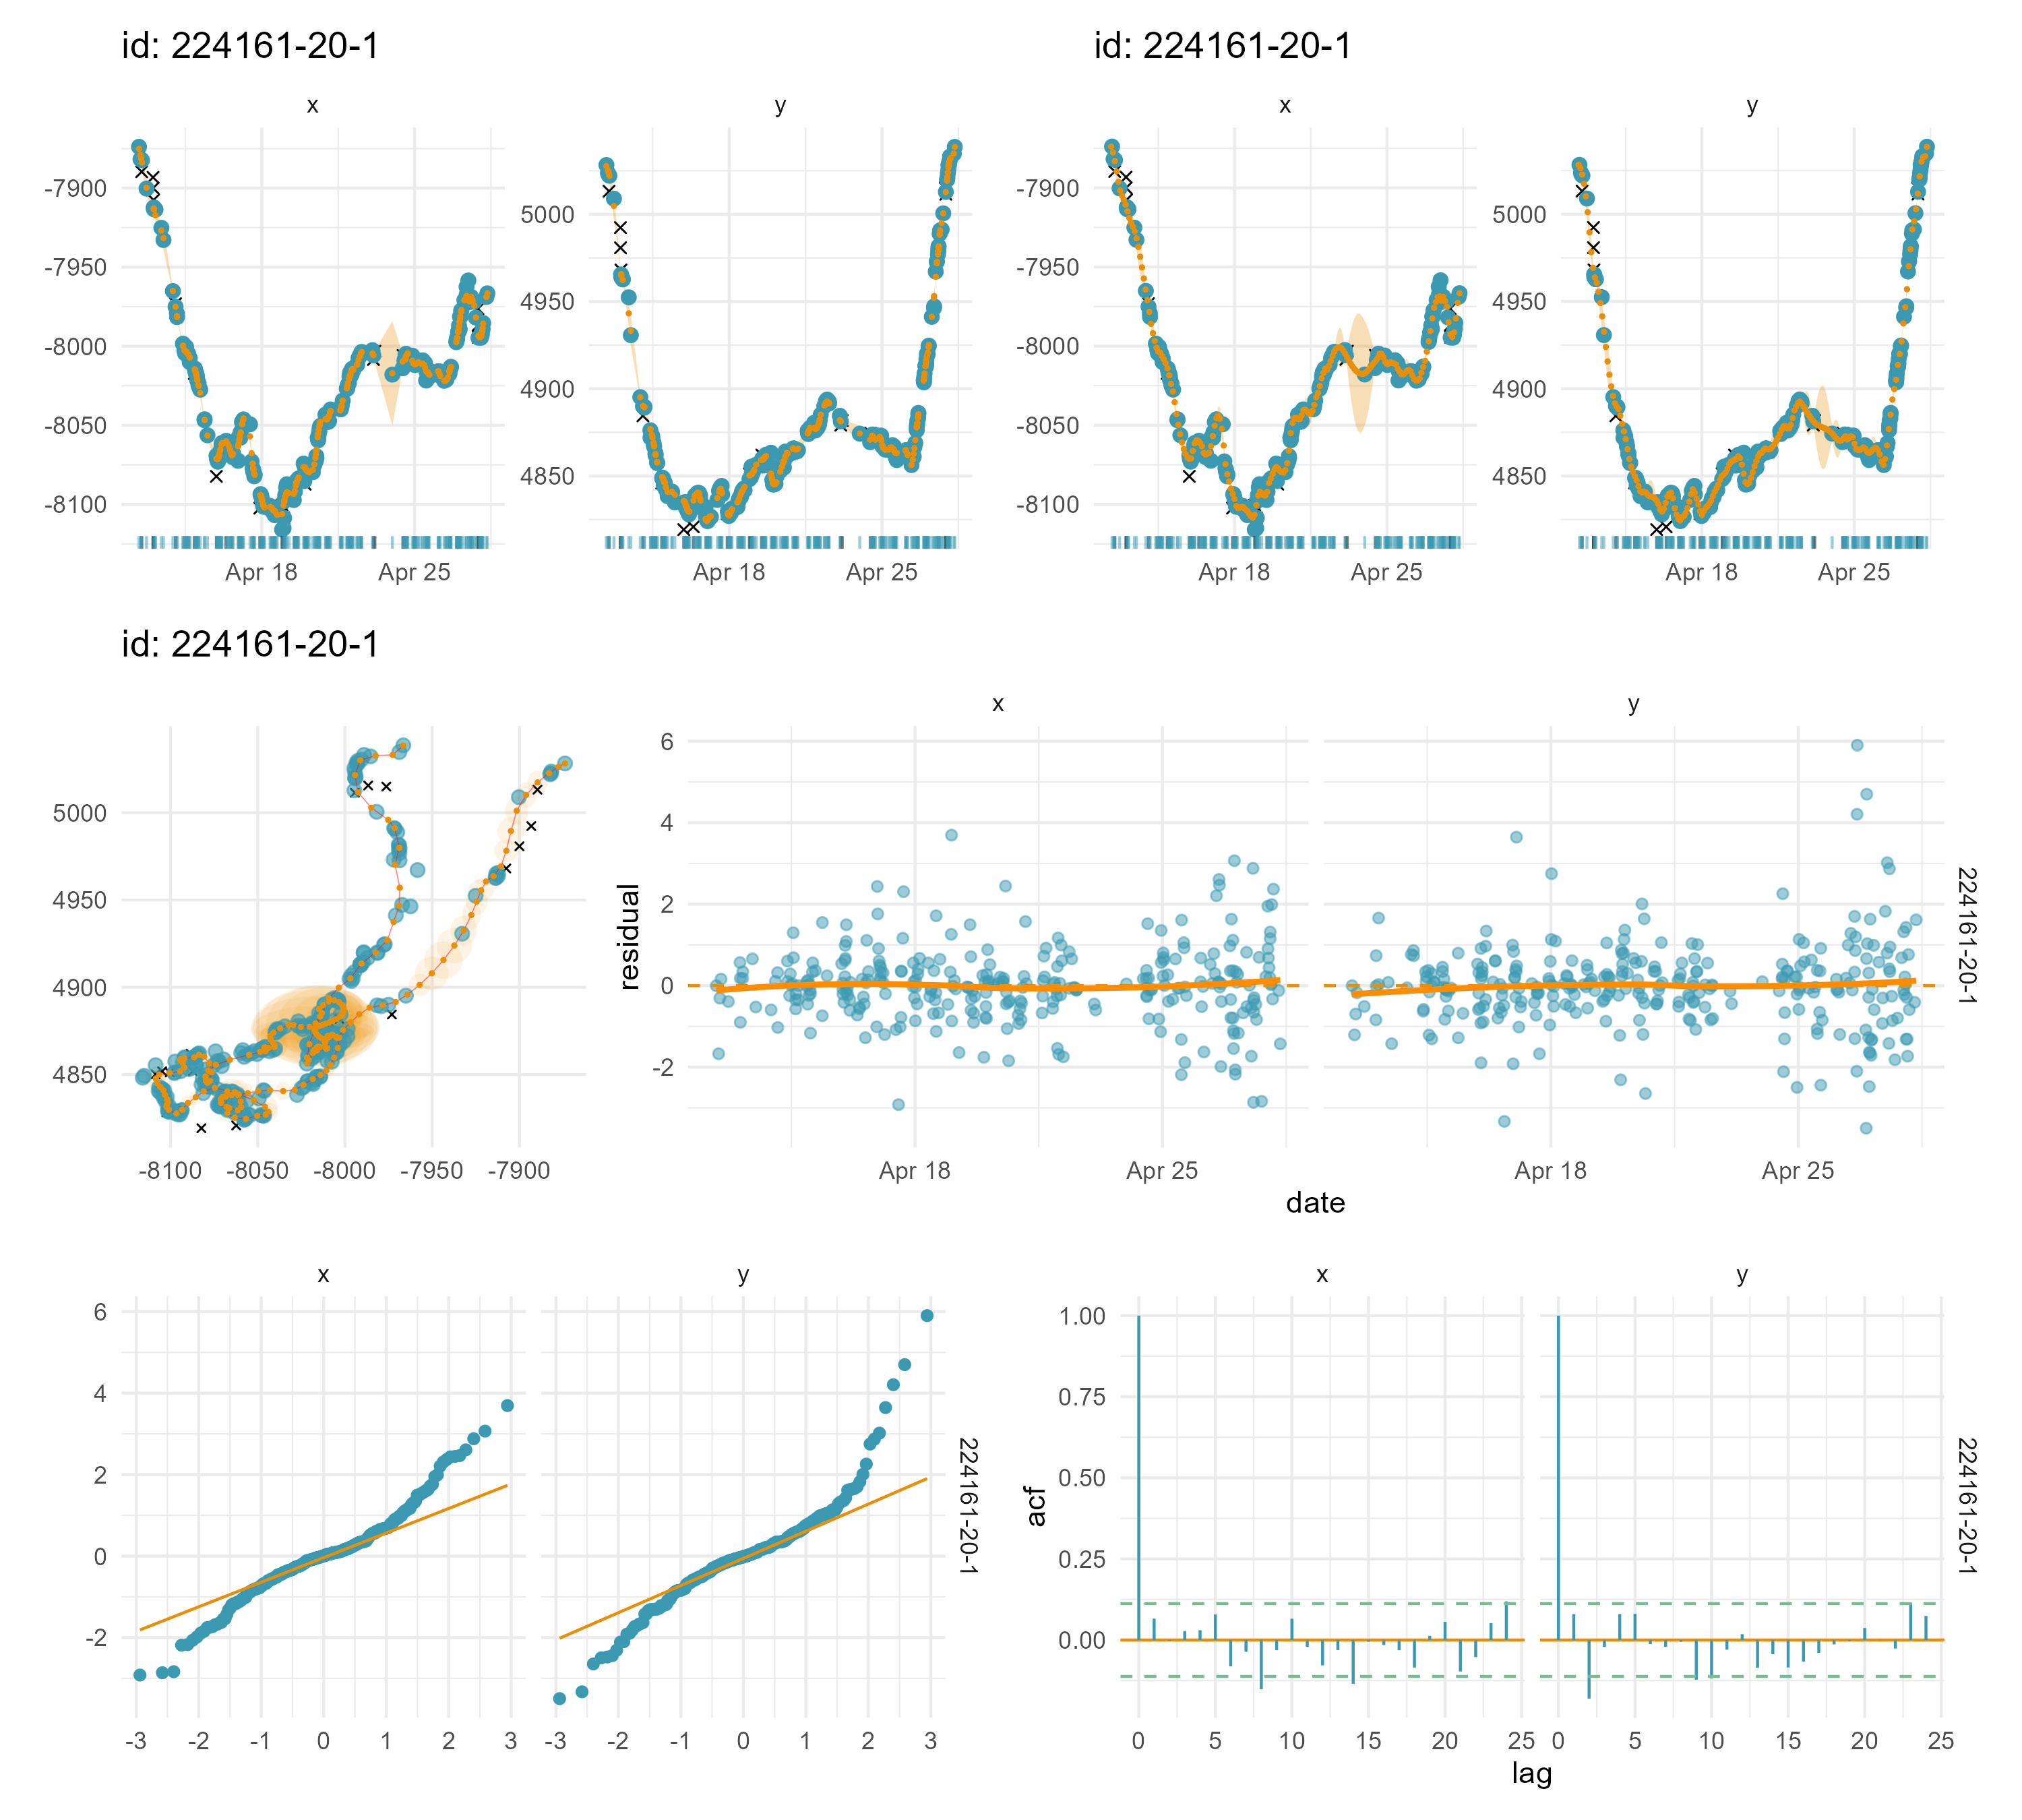 id: 224161-20-1
id: 224161-20-1
x
y
x
y
-7900
-7950
-8000
-8050
-8100
5000
4950
4900
4850
-7900
-7950
-8000
-8050
-8100
5000
4950
4900
4850
Apr 18
Apr 25
Apr 18
Apr 25
Apr 18
Apr 25
Apr 18
Apr 25
id: 224161-20-1
5000
4950
4900
4850
-8100
-8050
-8000
-7950
-7900
x
y
residual
6
4
2
0
-2
Apr 18
Apr 25
Apr 18
Apr 25
date
224161-20-1
x
y
6
4
2
0
-2
-3
-2
-1
0
1
2
3
-3
-2
-1
0
1
2
3
224161-20-1
x
y
acf
1.00
0.75
0.50
0.25
0.00
0
5
10
15
20
25
0
5
10
15
20
25
lag
224161-20-1